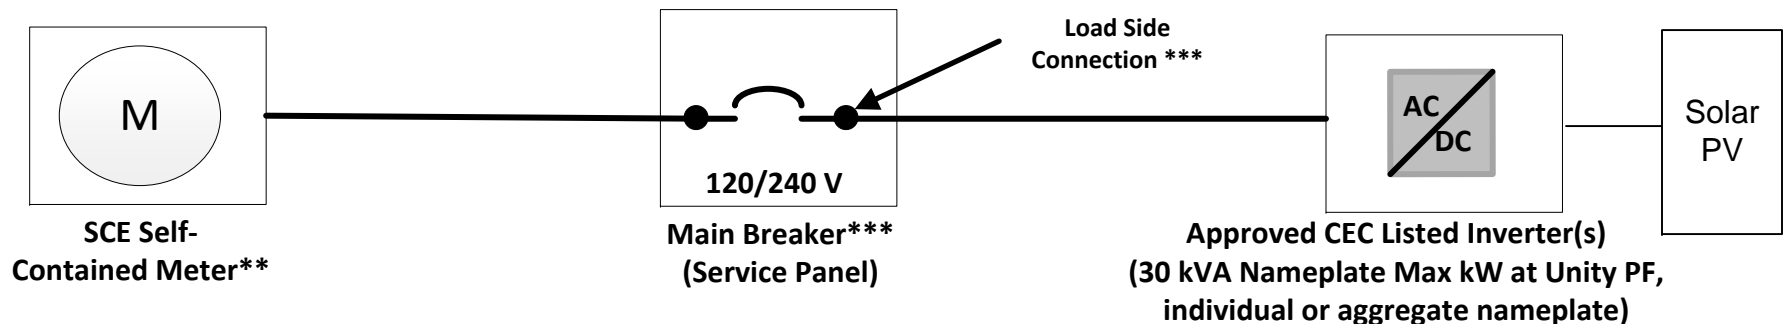 Load Side
Connection ***
M
AC
DC
Solar
PV
120/240 V
SCE Self-
Contained Meter**
Main Breaker***
(Service Panel)
Approved CEC Listed Inverter(s)
(30 kVA Nameplate Max kW at Unity PF,
individual or aggregate nameplate)